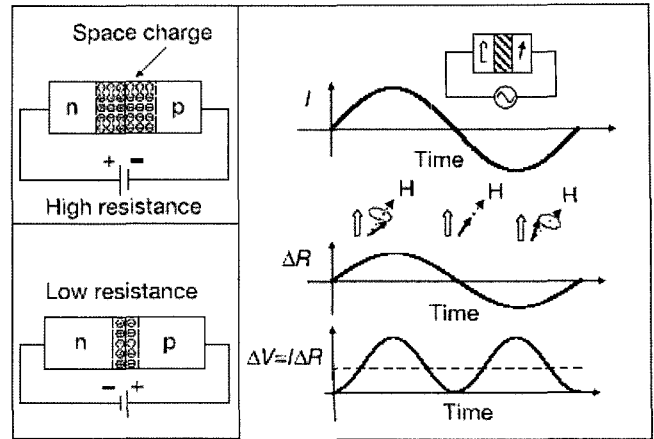 Space charge
n p
+ −
High resistance
Low resistance
n p
− +
I
Time
H H H
ΔR
Time
ΔV=IΔR
Time